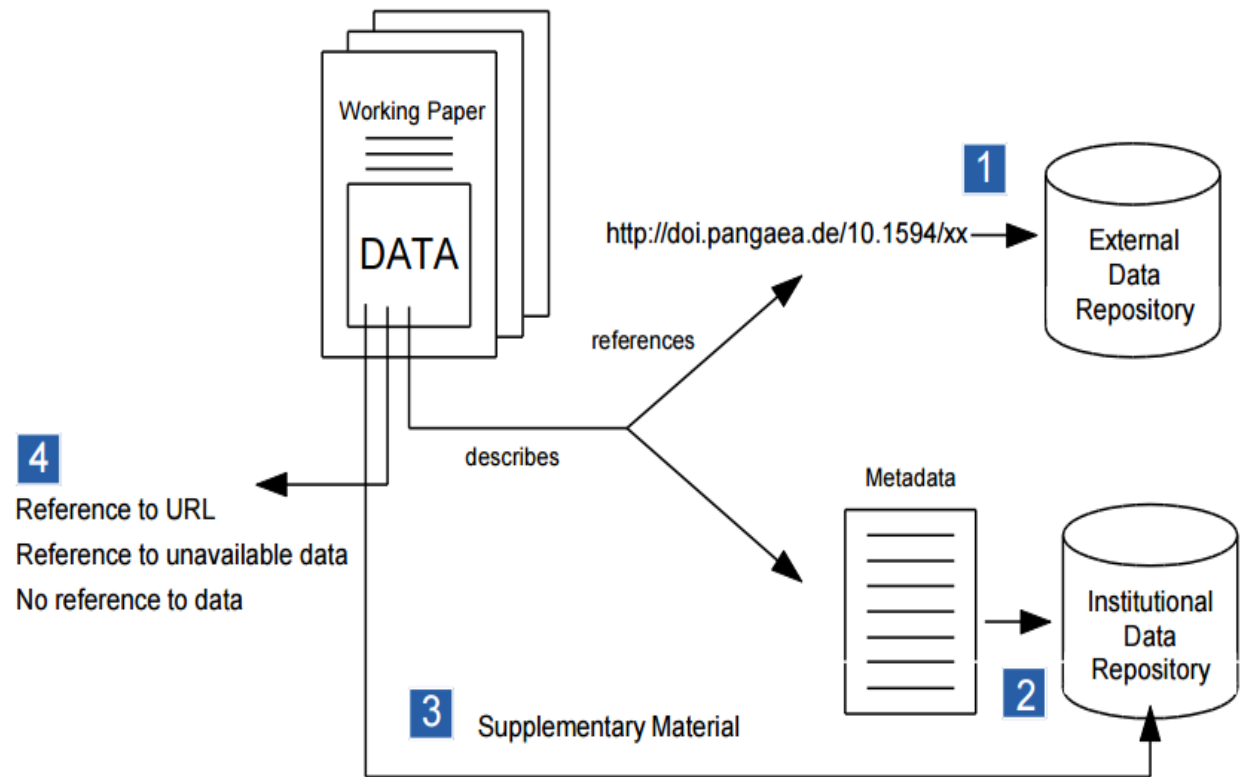 Working Paper
DATA
1
http://doi.pangaea.de/10.1594/xx
External
Data
Repository
references
describes
4
Reference to URL
Reference to unavailable data
No reference to data
Metadata
Institutional
Data
Repository
2
3
Supplementary Material